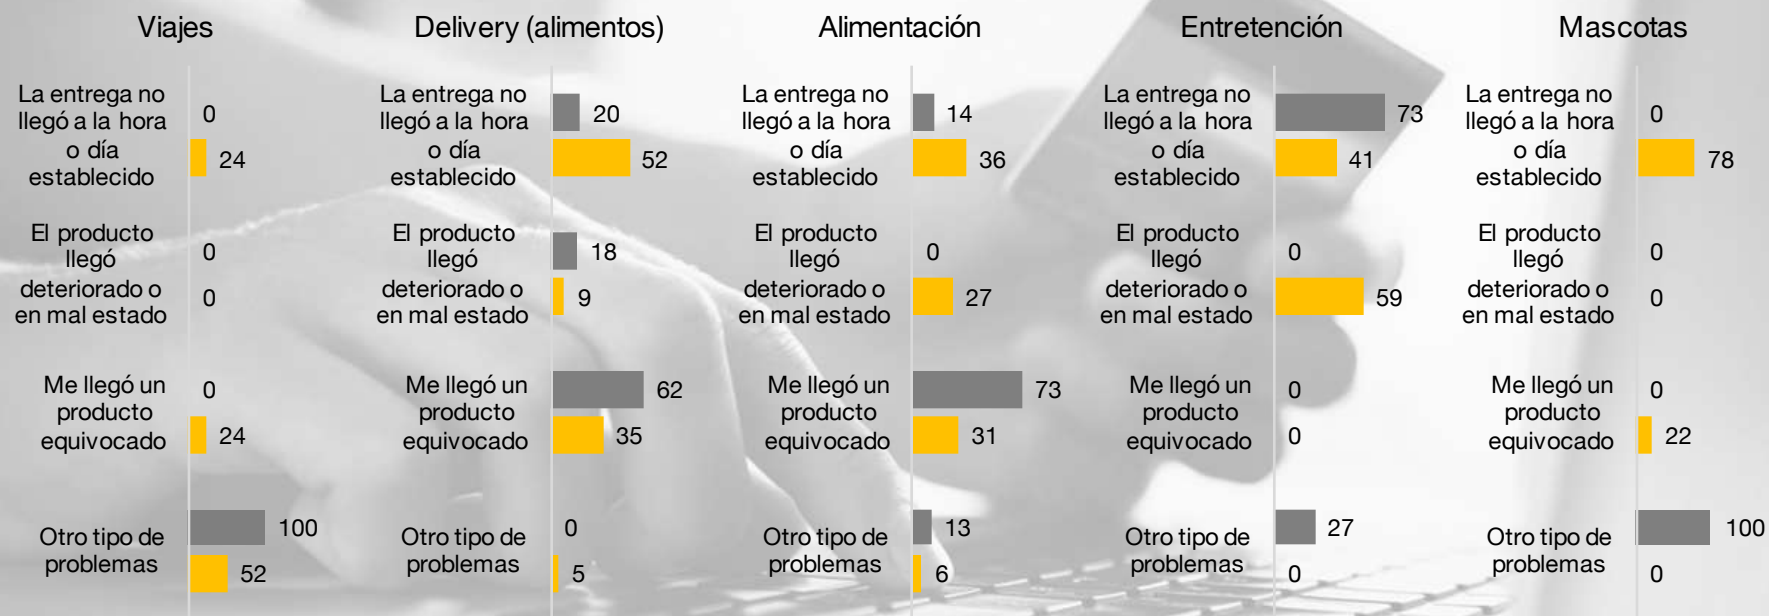 Viajes
La entrega no
llegó a la hora
o día
establecido
0
24
El producto
llegó
deteriorado o
en mal estado
0
0
Me llegó un
producto
equivocado
0
24
Otro tipo de
problemas
100
52
Delivery (alimentos)
La entrega no
llegó a la hora
o día
establecido
20
52
El producto
llegó
deteriorado o
en mal estado
18
9
Me llegó un
producto
equivocado
62
35
Otro tipo de
problemas
0
5
Alimentación
La entrega no
llegó a la hora
o día
establecido
14
36
El producto
llegó
deteriorado o
en mal estado
0
27
Me llegó un
producto
equivocado
73
31
Otro tipo de
problemas
13
6
Entretención
La entrega no
llegó a la hora
o día
establecido
73
41
El producto
llegó
deteriorado o
en mal estado
0
59
Me llegó un
producto
equivocado
0
0
Otro tipo de
problemas
27
0
Mascotas
La entrega no
llegó a la hora
o día
establecido
0
78
El producto
llegó
deteriorado o
en mal estado
0
0
Me llegó un
producto
equivocado
0
22
Otro tipo de
problemas
100
0